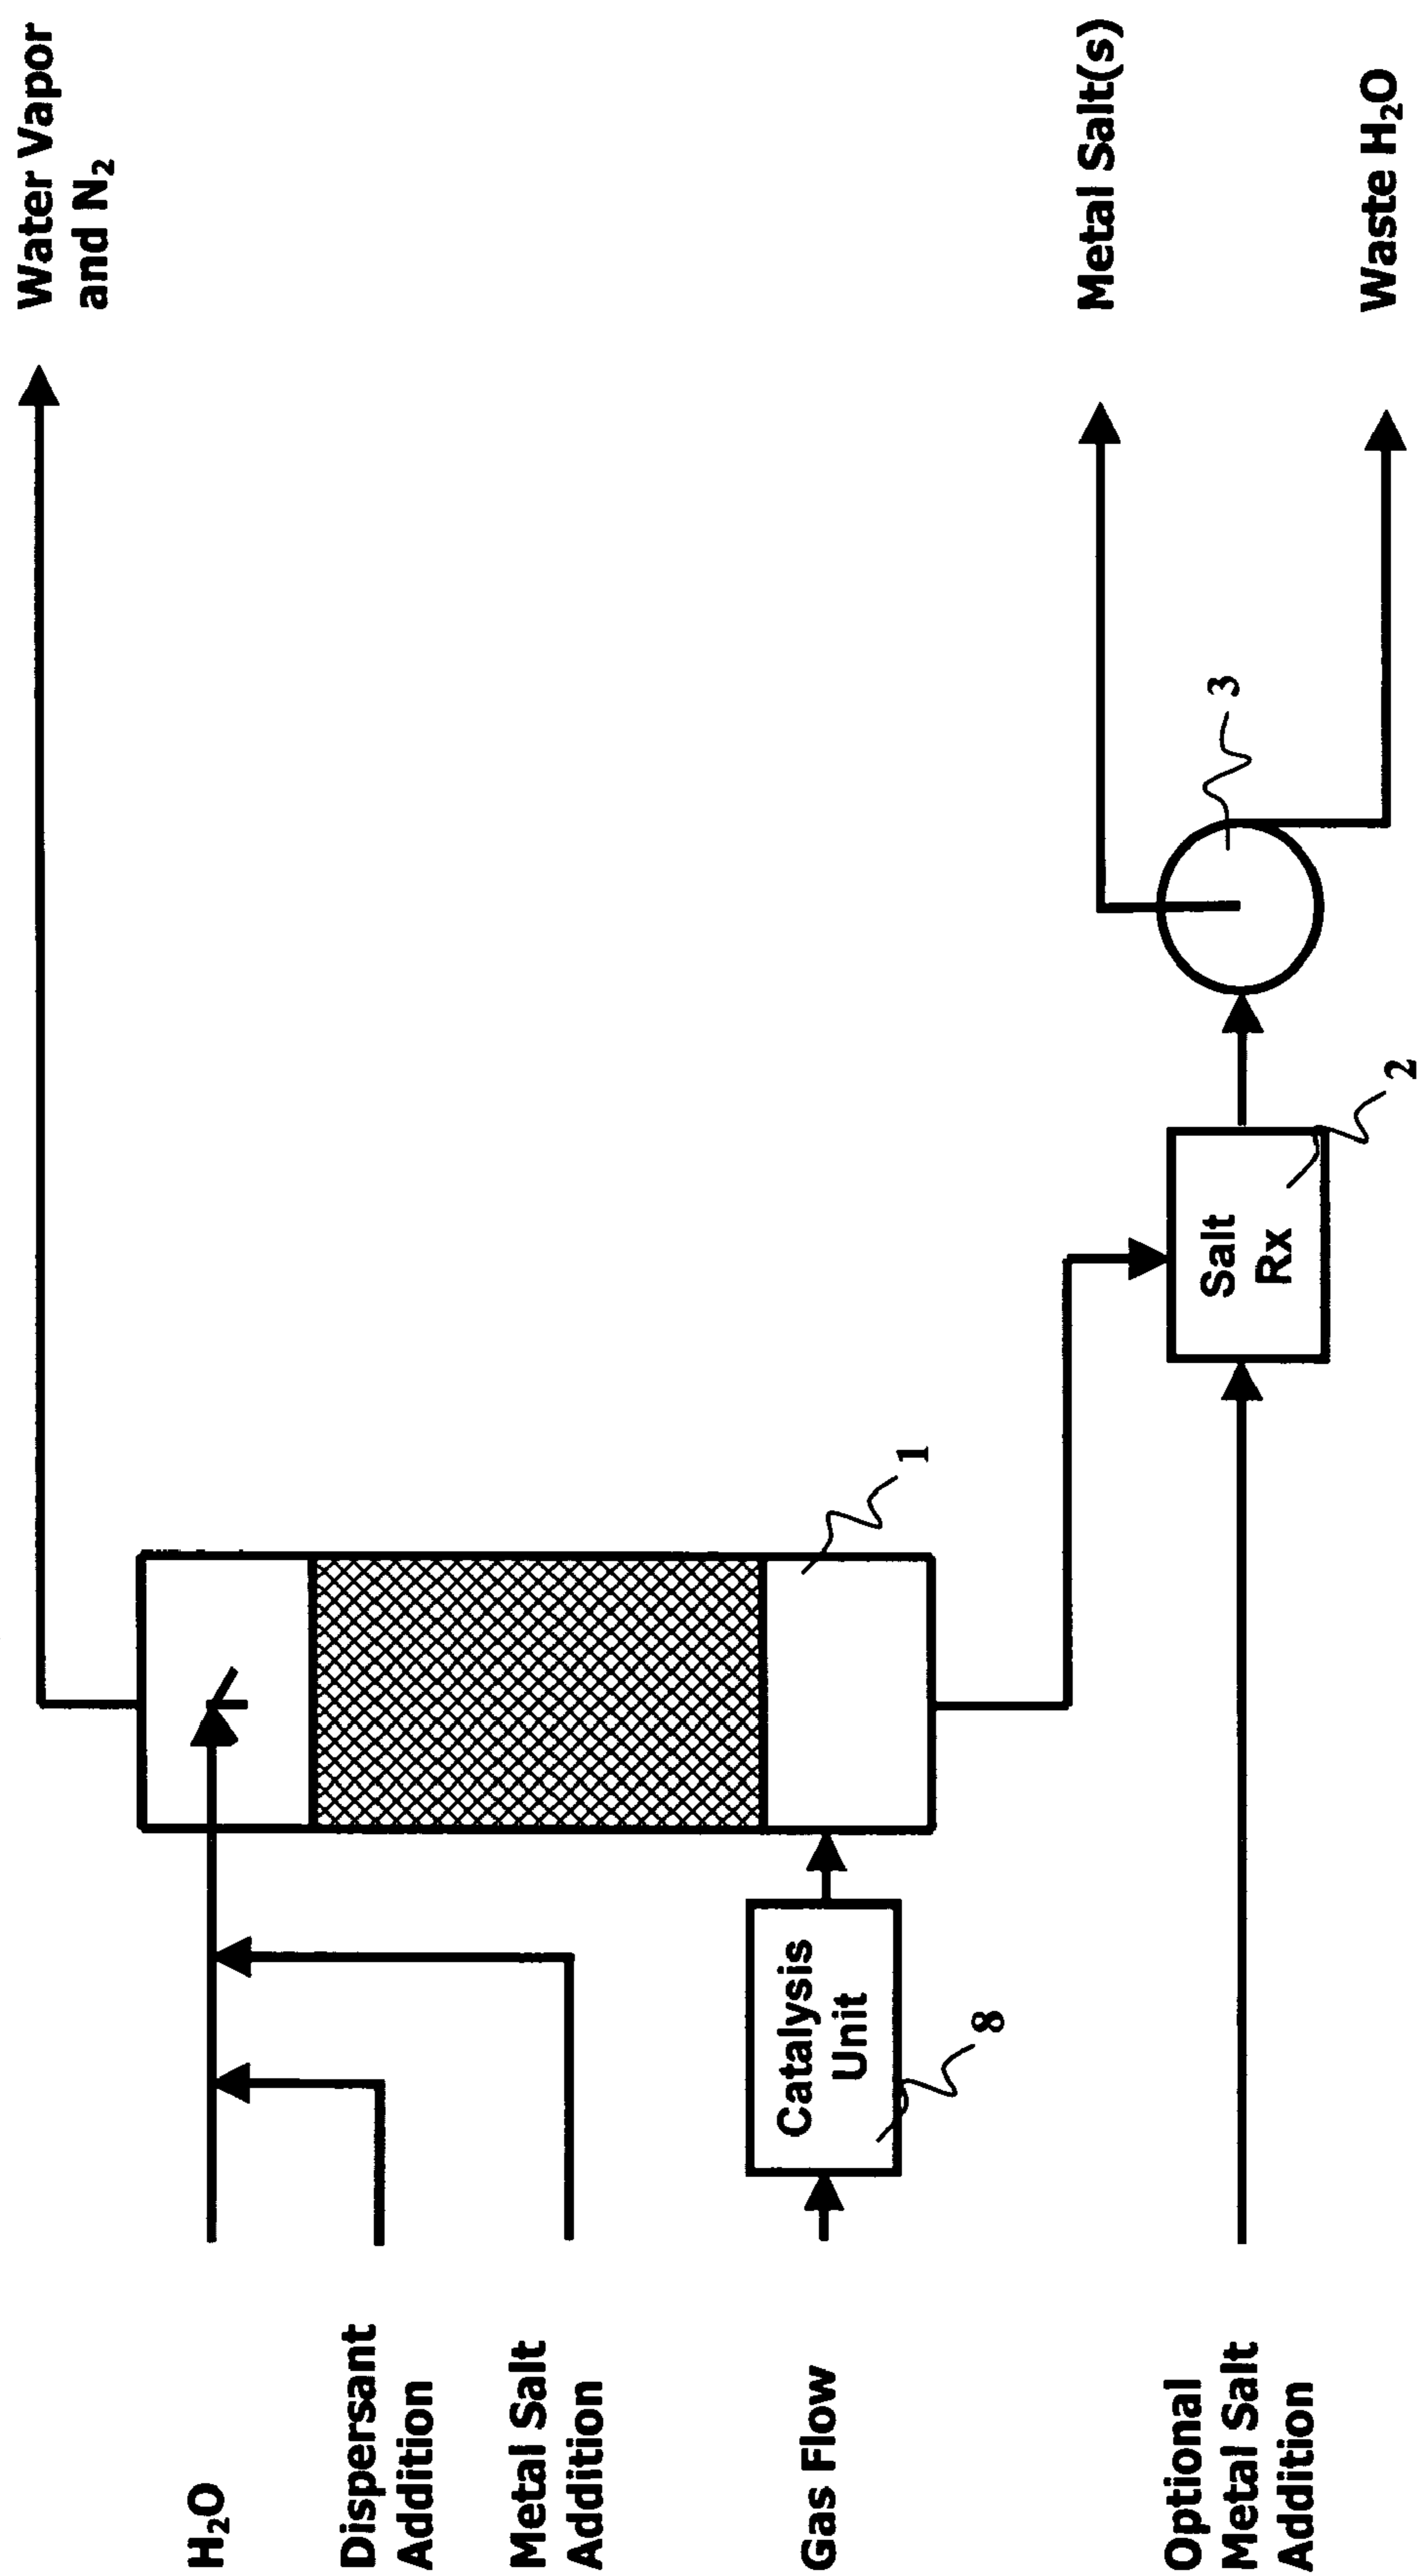 Water Vapor
and N₂
H₂O
Dispersant
Addition
Metal Salt
Addition
1
Catalysis
Unit
8
Gas Flow
Metal Salt(s)
3
Salt
Rx
2
Optional
Metal Salt
Addition
Waste H₂O